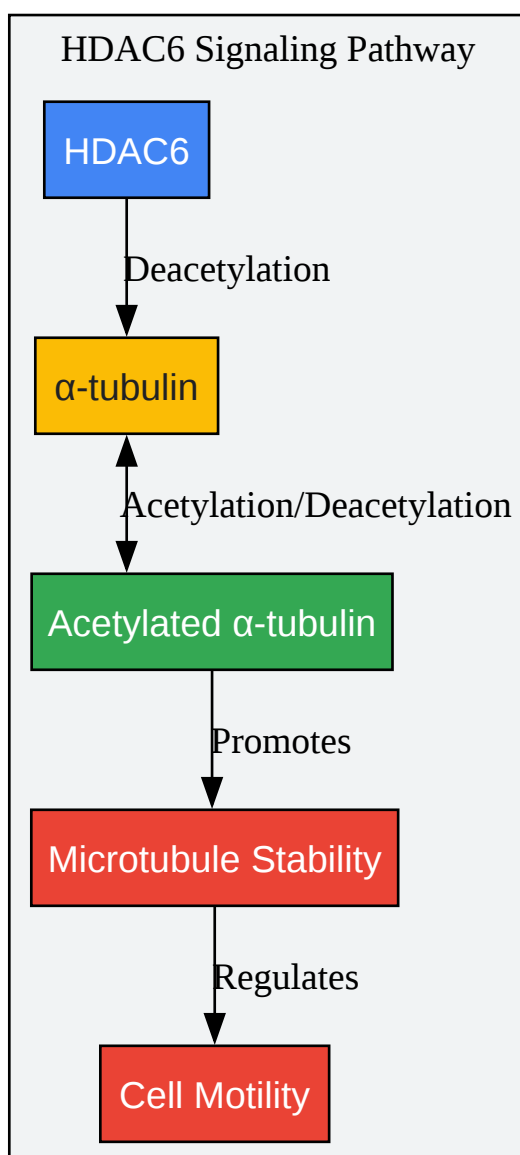 HDAC6 Signaling Pathway
HDAC6
Deacetylation
α-tubulin
Acetylation/Deacetylation
Acetylated α-tubulin
Promotes
Microtubule Stability
Regulates
Cell Motility